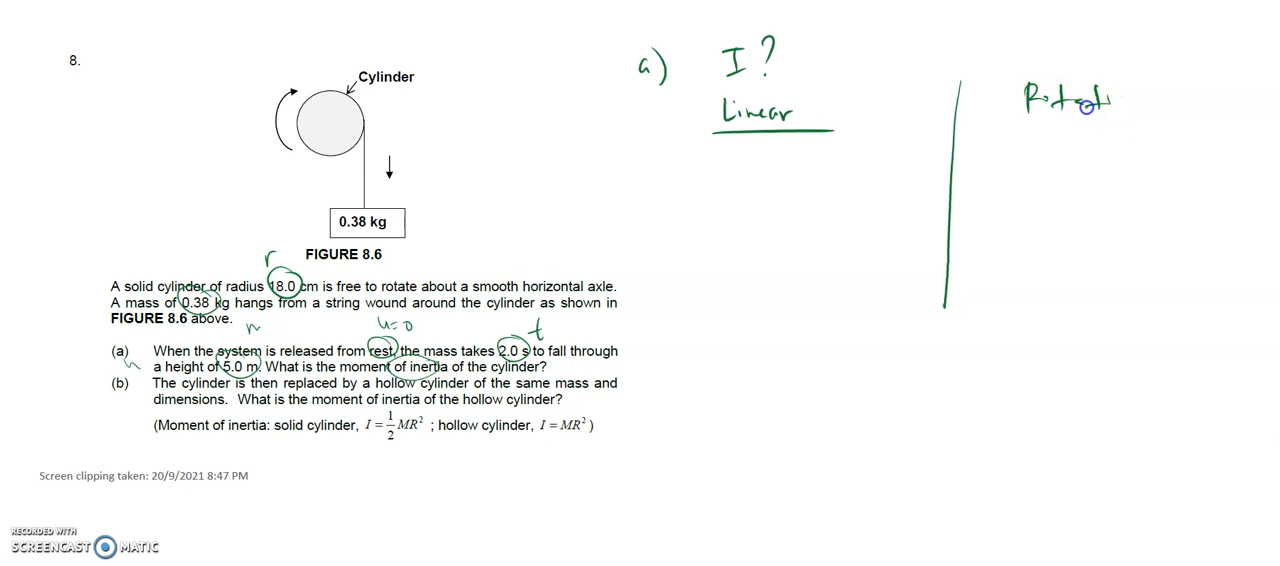 8.
Cylinder
0.38 kg
FIGURE 8.6
A solid cylinder of radius 18.0 cm is free to rotate about a smooth horizontal axle.
A mass of 0.38 kg hangs from a string wound around the cylinder as shown in
FIGURE 8.6 above.
(a) When the system is released from rest, the mass takes 2.0 s to fall through
a height of 5.0 m. What is the moment of inertia of the cylinder?
(b) The cylinder is then replaced by a hollow cylinder of the same mass and
dimensions. What is the moment of inertia of the hollow cylinder?
(Moment of inertia: solid cylinder, I = 1/2 MR² ; hollow cylinder, I = MR² )
r
u=0
t
h
a) I?
Linear
Rotati
Screen clipping taken: 20/9/2021 8:47 PM
RECORDED WITH
SCREENCAST MATIC